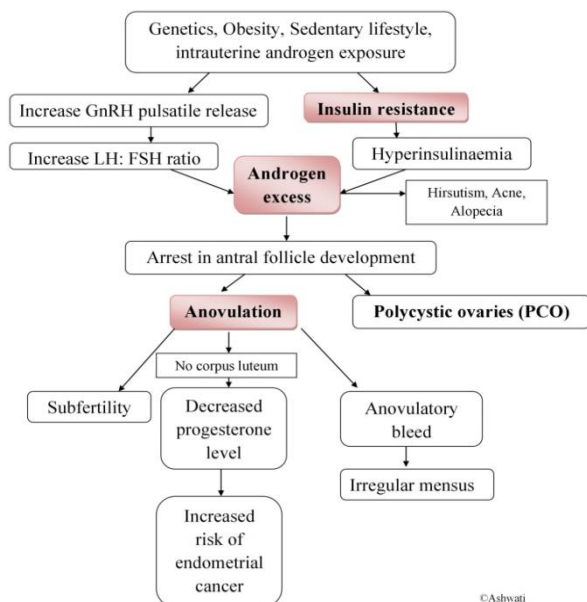 Genetics, Obesity, Sedentary lifestyle,
intrauterine androgen exposure
Increase GnRH pulsatile release
Insulin resistance
Increase LH: FSH ratio
Hyperinsulinaemia
Androgen
excess
Hirsutism, Acne,
Alopecia
Arrest in antral follicle development
Anovulation
Polycystic ovaries (PCO)
No corpus luteum
Subfertility
Decreased
progesterone
level
Anovulatory
bleed
Irregular mensus
Increased
risk of
endometrial
cancer
©Ashwati